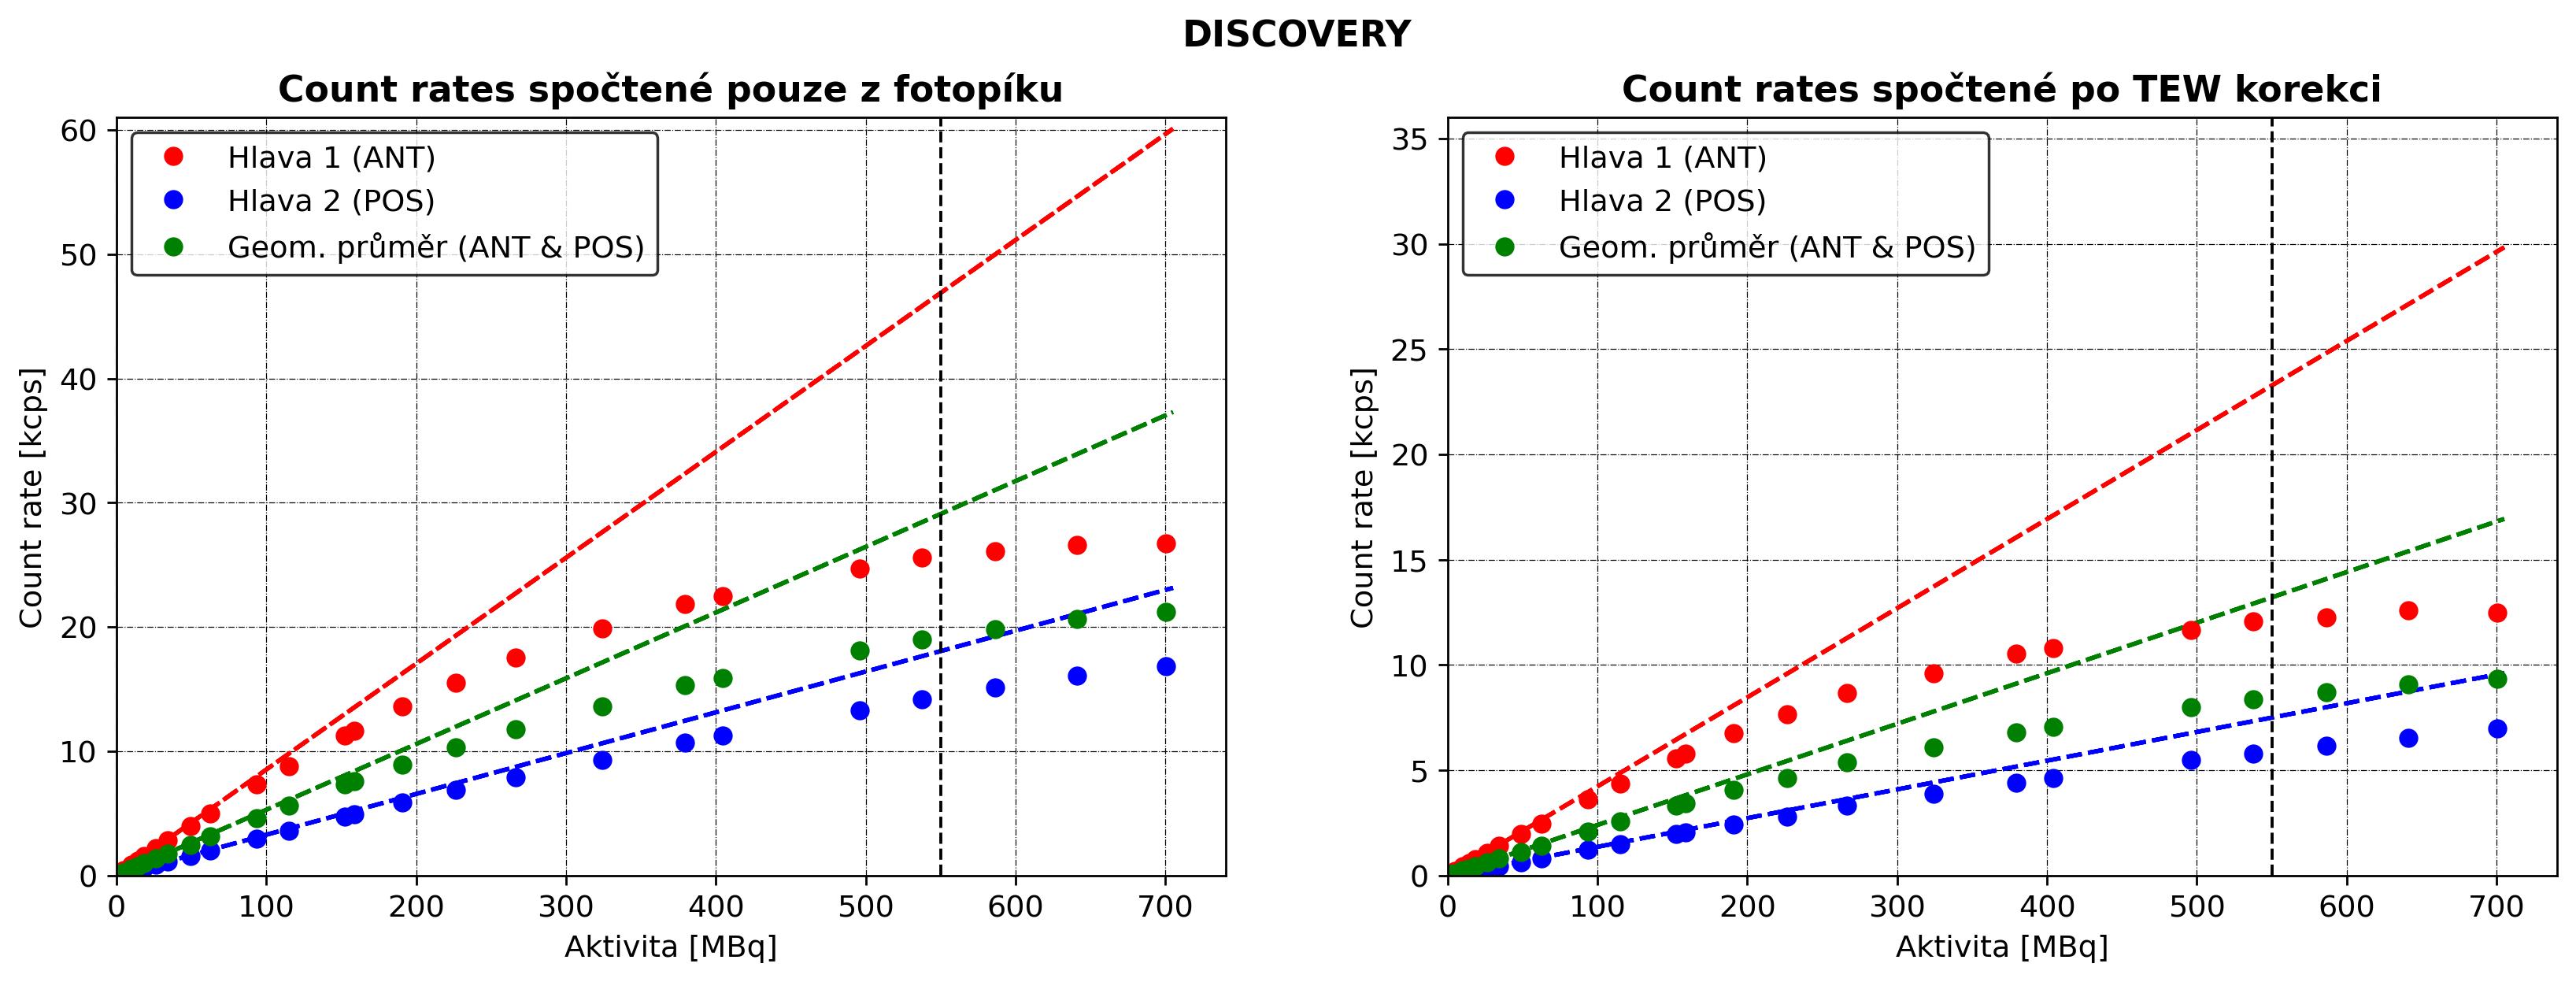 DISCOVERY
Count rates spočtené pouze z fotopíku
Count rate [kcps]
60
50
40
30
20
10
0
Hlava 1 (ANT)
Hlava 2 (POS)
Geom. průměr (ANT & POS)
0 100 200 300 400 500 600 700
Aktivita [MBq]
Count rates spočtené po TEW korekci
Count rate [kcps]
35
30
25
20
15
10
5
0
Hlava 1 (ANT)
Hlava 2 (POS)
Geom. průměr (ANT & POS)
0 100 200 300 400 500 600 700
Aktivita [MBq]